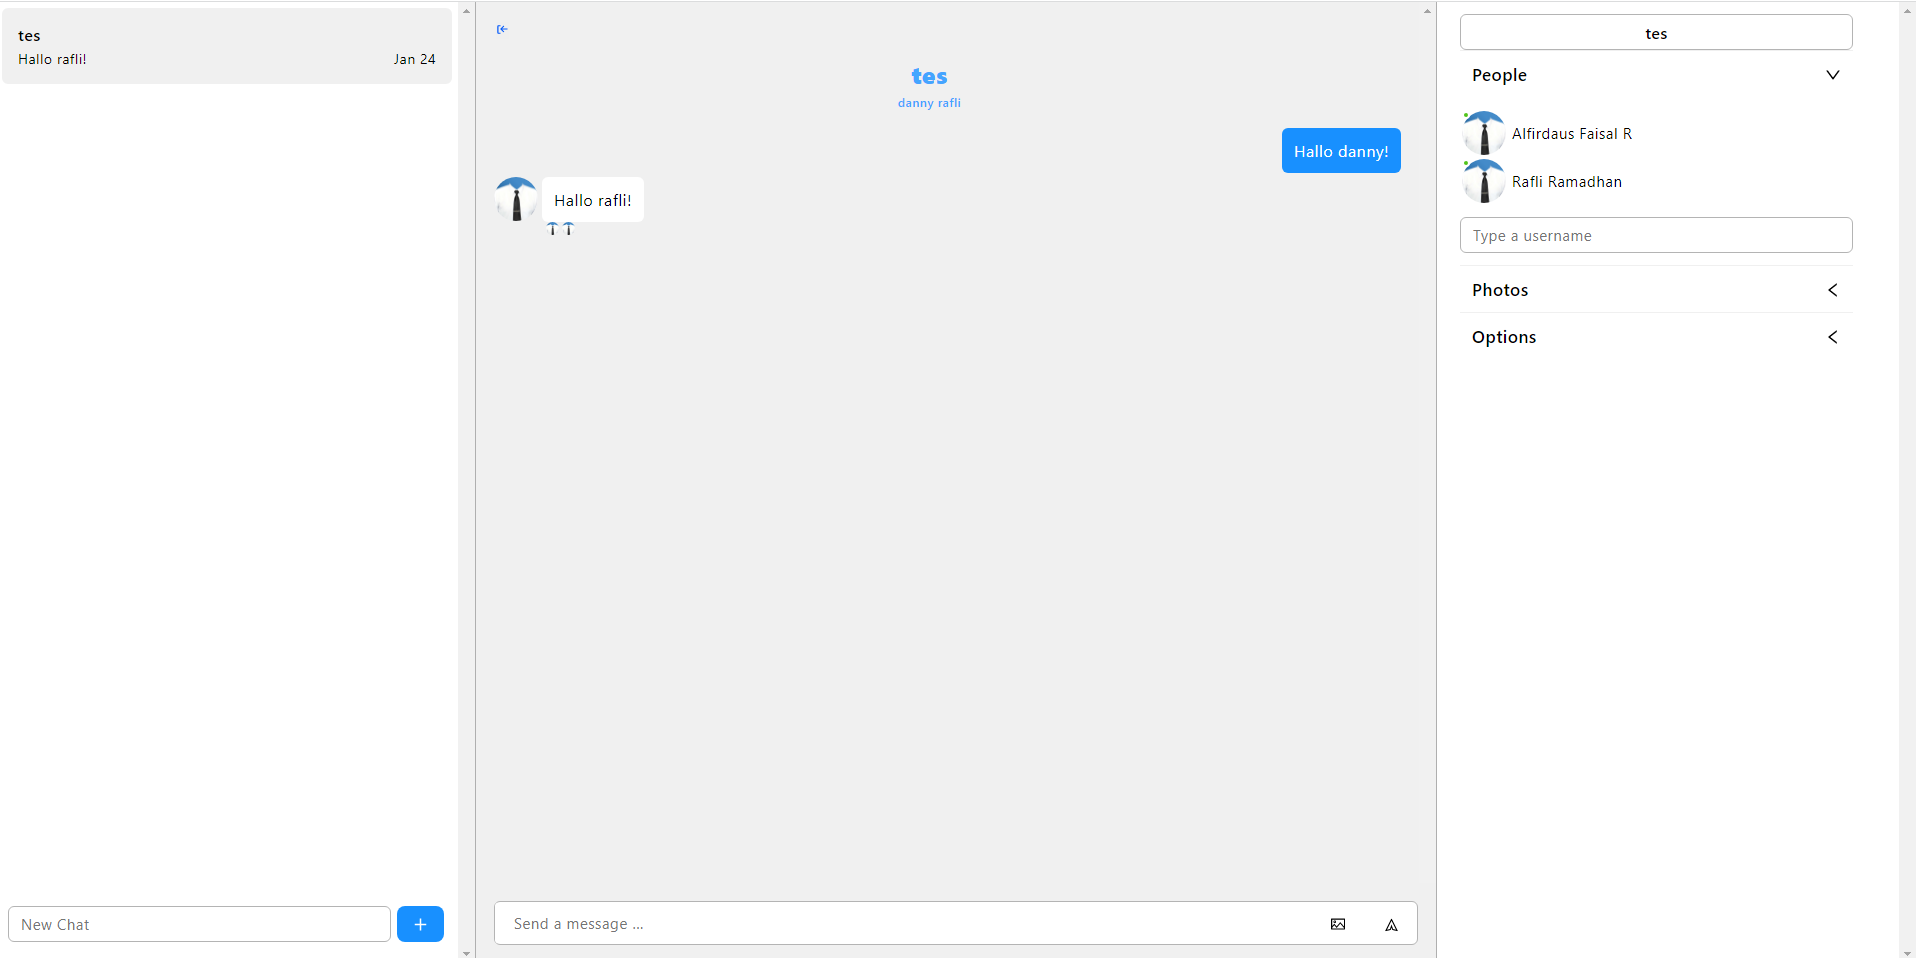 tes
Hallo rafli!
Jan 24
New Chat
tes
danny rafli
Hallo danny!
Hallo rafli!
Send a message ...
tes
People
Alfirdaus Faisal R
Rafli Ramadhan
Type a username
Photos
Options